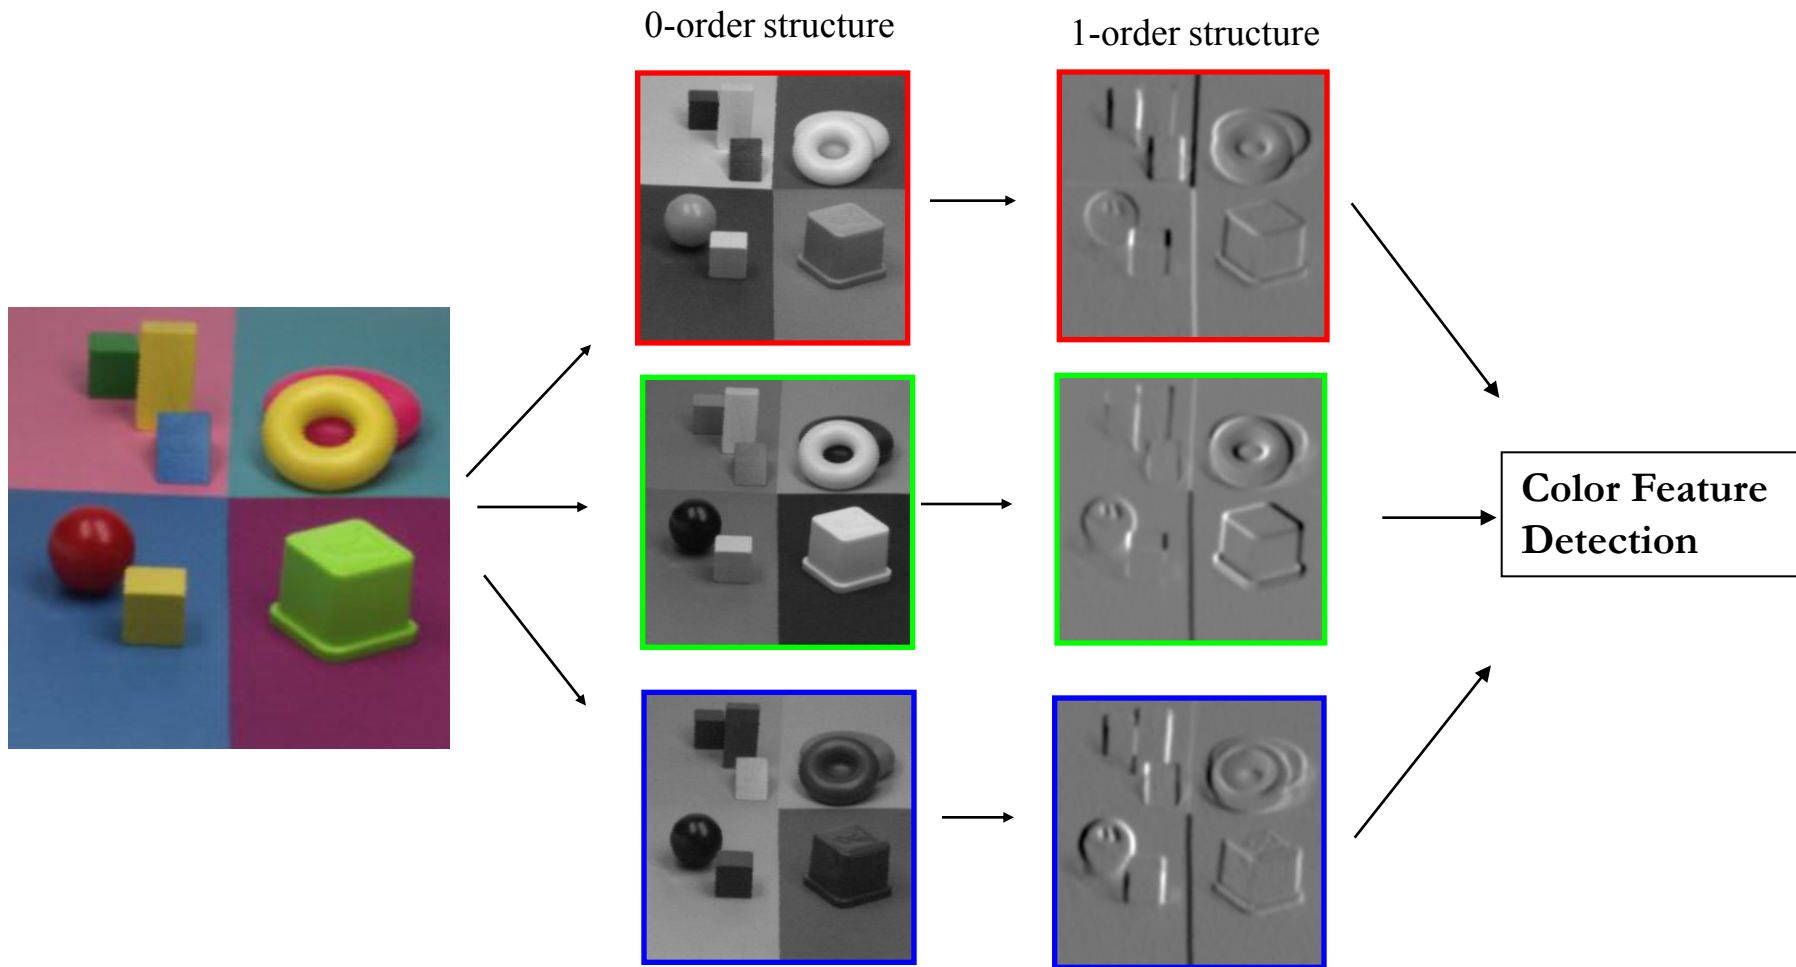 0-order structure
1-order structure
Color Feature
Detection